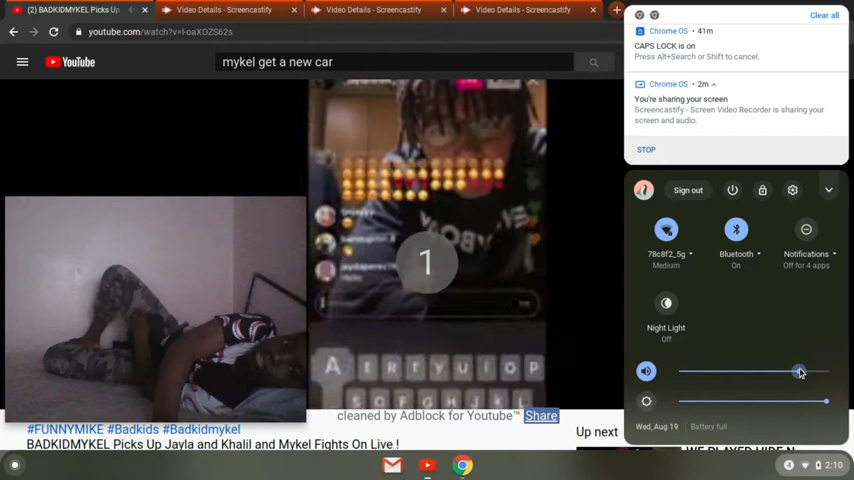 (2) BADKIDMYKEL Picks Up
Video Details - Screencastify
Video Details - Screencastify
Video Details - Screencastify
youtube.com/watch?v=l-oaXOZS62s
YouTube
mykel get a new car
Clear all
Chrome OS • 41m
CAPS LOCK is on
Press Alt+Search or Shift to cancel.
Chrome OS • 2m
You're sharing your screen
Screencastify - Screen Video Recorder is sharing your
screen and audio.
STOP
Sign out
78c8f2_5g
Medium
Bluetooth
On
Notifications
Off for 4 apps
Night Light
Off
1
A t r t y u i o p
cleaned by Adblock for Youtube™ Share
#FUNNYMIKE #Badkids #Badkidmykel
BADKIDMYKEL Picks Up Jayla and Khalil and Mykel Fights On Live !
Up next
Wed, Aug 19
Battery full
4
2:10